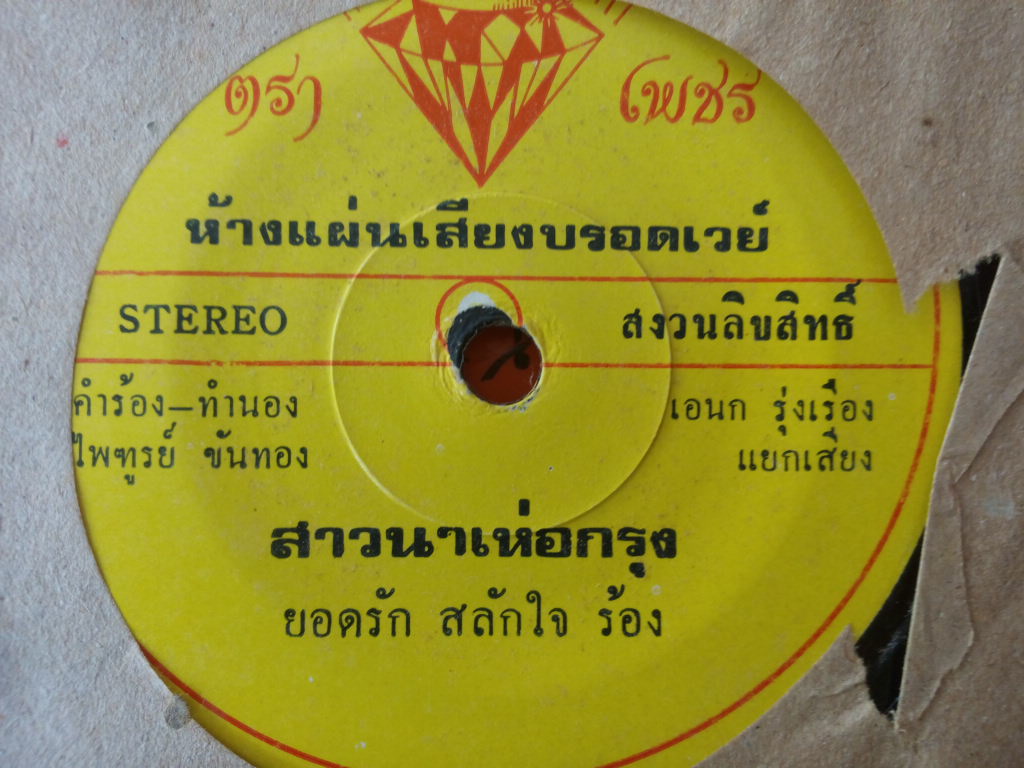 ตรา เพชร
ห้างแผ่นเสียงบรอดเวย์
STEREO
สงวนลิขสิทธิ์
คำร้อง–ทำนอง
ไพฑูรย์ ขันทอง
เอนก รุ่งเรือง
แยกเสียง
สาวนาเห่อกรุง
ยอดรัก สลักใจ ร้อง